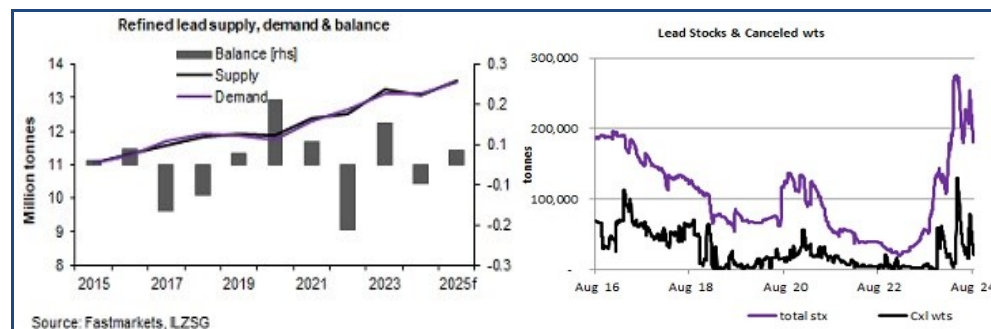 Refined lead supply, demand & balance
Balance [rhs]
Supply
Demand
Million tonnes
14
13
12
11
10
9
8
0.3
0.2
0.1
-0.1
-0.2
-0.3
2015 2017 2019 2021 2023 2025f
Source: Fastmarkets, ILZSG
Lead Stocks & Canceled wts
tonnes
300,000
200,000
100,000
-
Aug 16 Aug 18 Aug 20 Aug 22 Aug 24
total stx Cxl wts